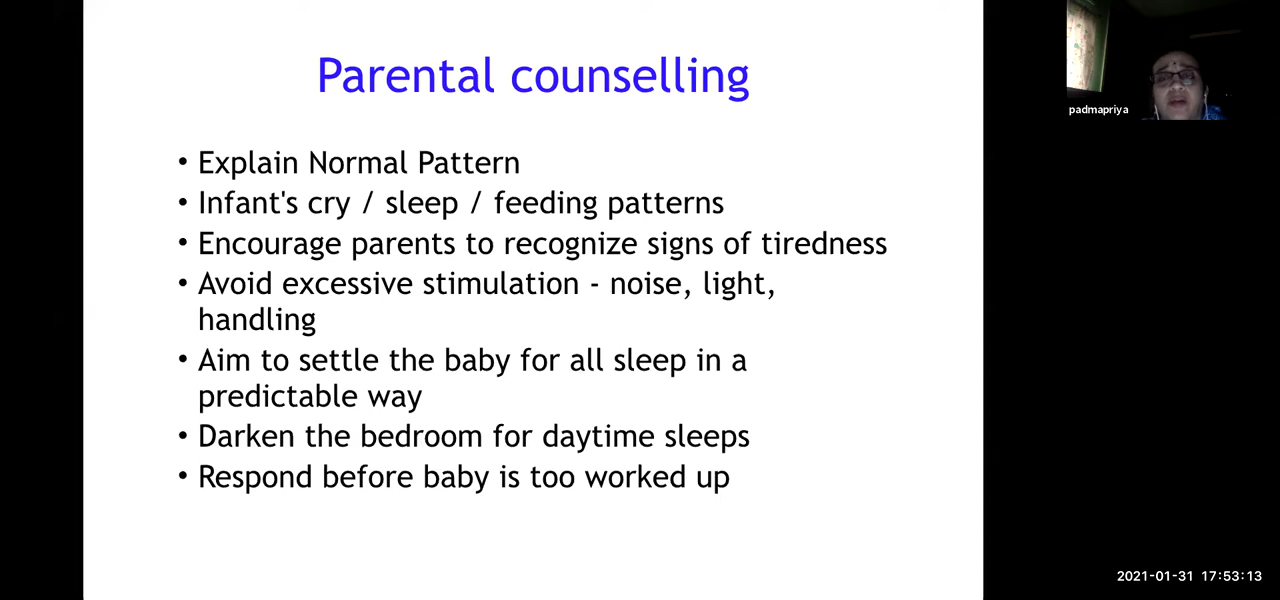 Parental counselling
• Explain Normal Pattern
• Infant's cry / sleep / feeding patterns
• Encourage parents to recognize signs of tiredness
• Avoid excessive stimulation - noise, light,
handling
• Aim to settle the baby for all sleep in a
predictable way
• Darken the bedroom for daytime sleeps
• Respond before baby is too worked up
padmapriya
2021-01-31 17:53:13